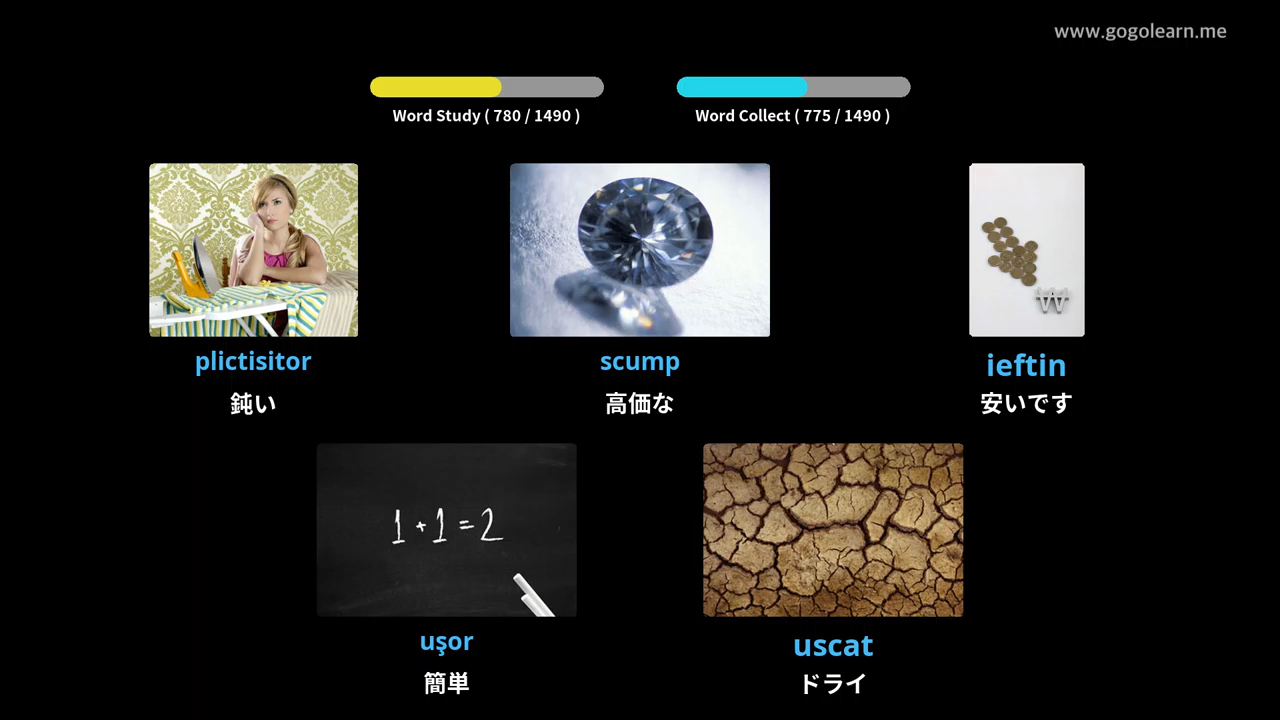 www.gogolearn.me
Word Study ( 780 / 1490 )
Word Collect ( 775 / 1490 )
plictisitor
scump
ieftin
鈍い
高価な
安いです
₩
1+1=2
uşor
uscat
簡単
ドライ